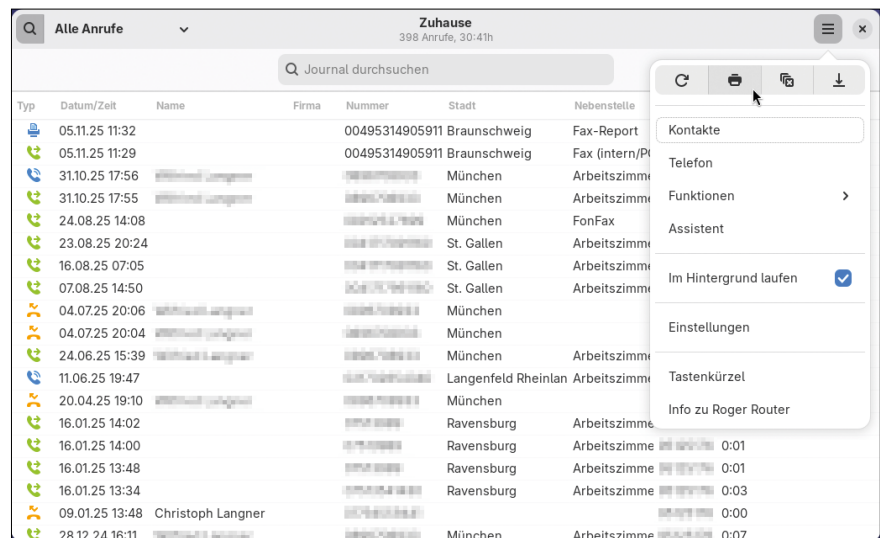 Alle Anrufe
Zuhause
398 Anrufe, 30:41h
Journal durchsuchen
Typ Datum/Zeit Name Firma Nummer Stadt Nebenstelle
05.11.25 11:32 00495314905911 Braunschweig Fax-Report
05.11.25 11:29 00495314905911 Braunschweig Fax (intern/PC
31.10.25 17:56 München Arbeitszimme
31.10.25 17:55 München Arbeitszimme
24.08.25 14:08 München FonFax
23.08.25 20:24 St. Gallen Arbeitszimme
16.08.25 07:05 St. Gallen Arbeitszimme
07.08.25 14:50 St. Gallen Arbeitszimme
04.07.25 20:06 München
04.07.25 20:04 München
24.06.25 15:39 München Arbeitszimme
11.06.25 19:47 Langenfeld Rheinlan Arbeitszimme
20.04.25 19:10 München
16.01.25 14:02 Ravensburg Arbeitszimme
16.01.25 14:00 Ravensburg Arbeitszimme 0:01
16.01.25 13:48 Ravensburg Arbeitszimme 0:01
16.01.25 13:34 Ravensburg Arbeitszimme 0:03
09.01.25 13:48 Christoph Langner 0:00
28.12.24 16:11 München Arbeitszimme 0:07
Kontakte
Telefon
Funktionen
Assistent
Im Hintergrund laufen
Einstellungen
Tastenkürzel
Info zu Roger Router